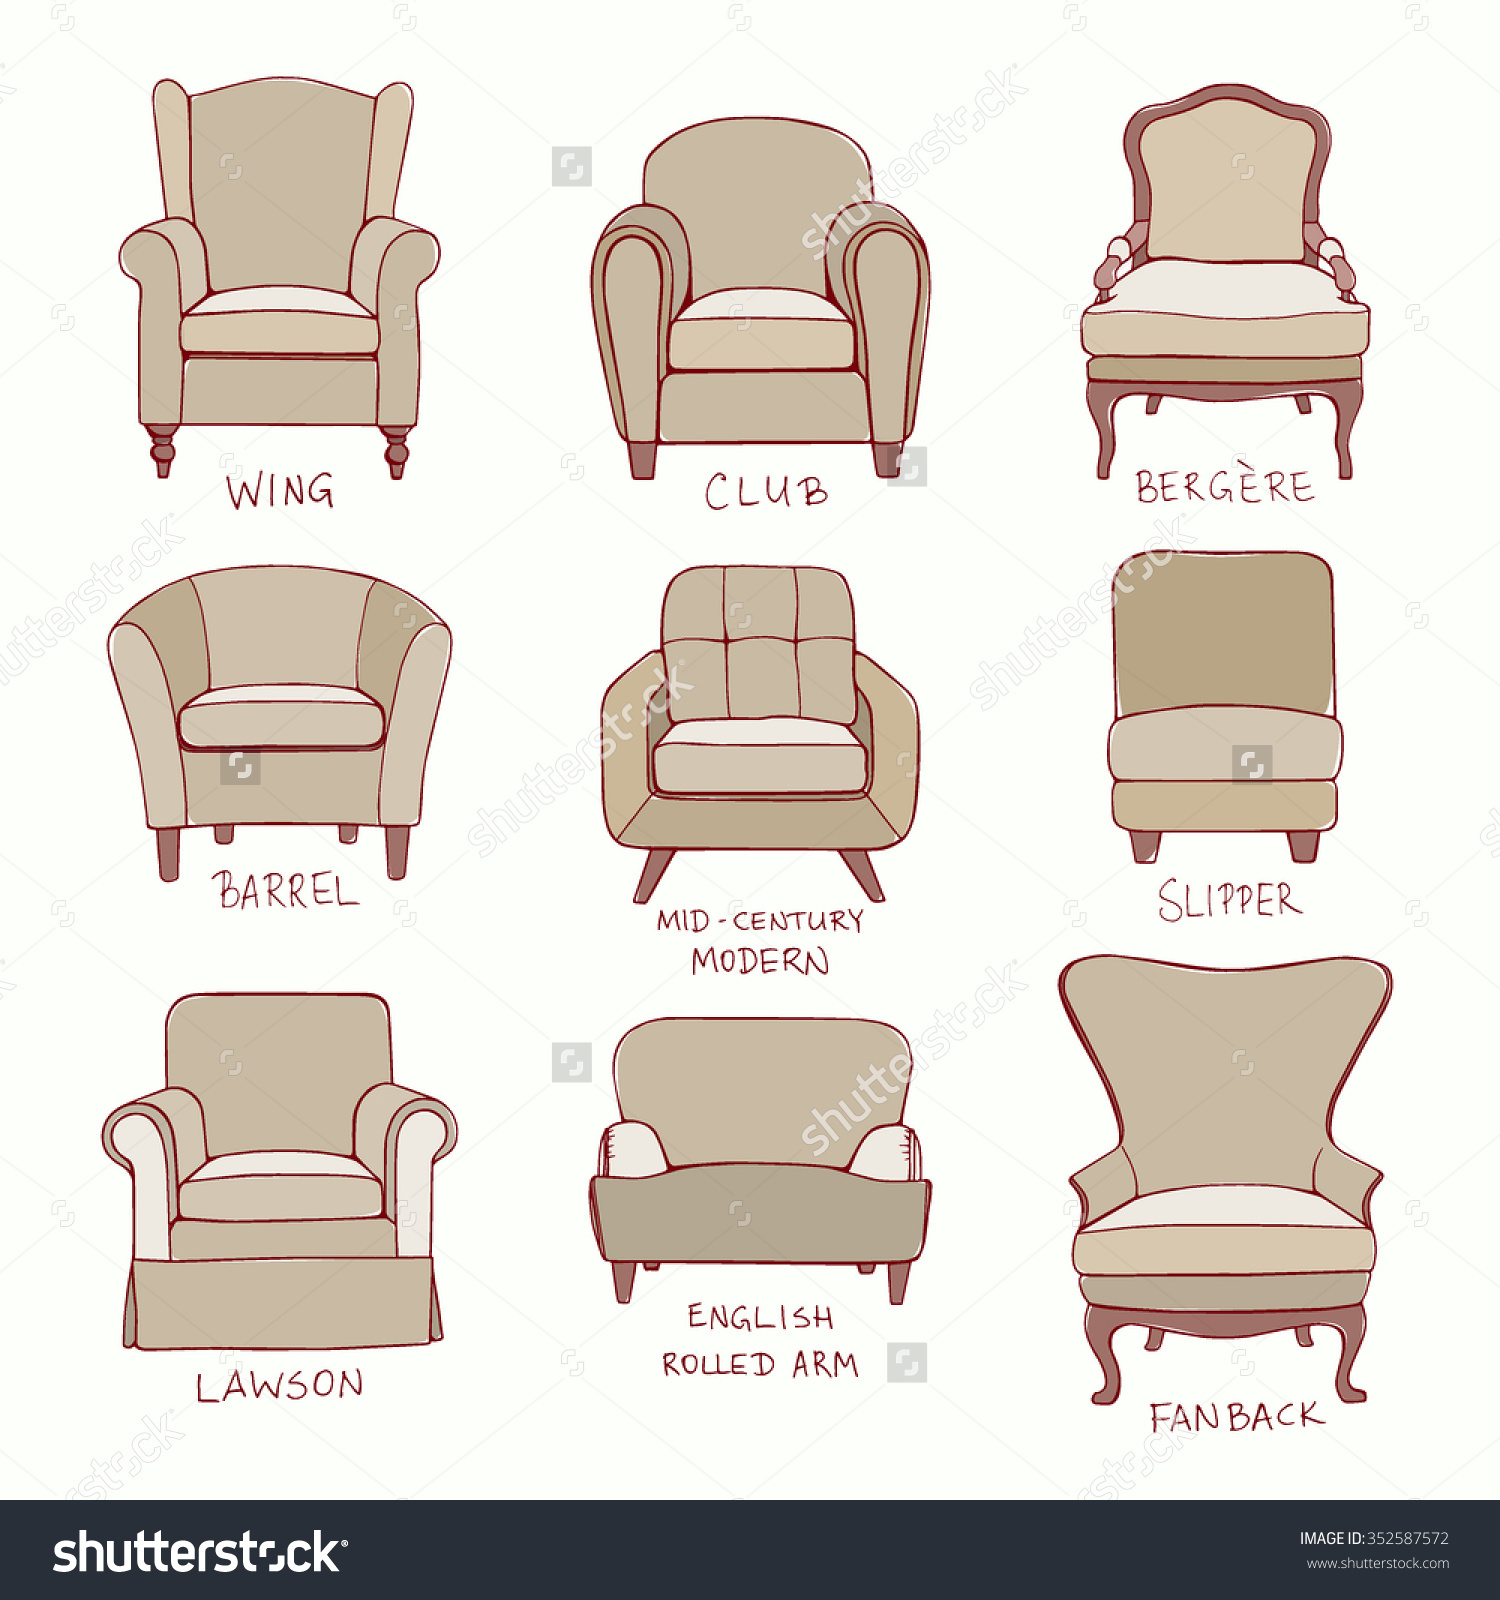 WING
CLUB
BERGÈRE
BARREL
MID-CENTURY
MODERN
SLIPPER
LAWSON
ENGLISH
ROLLED ARM
FANBACK
shutterstock
IMAGE ID: 352587572
www.shutterstock.com